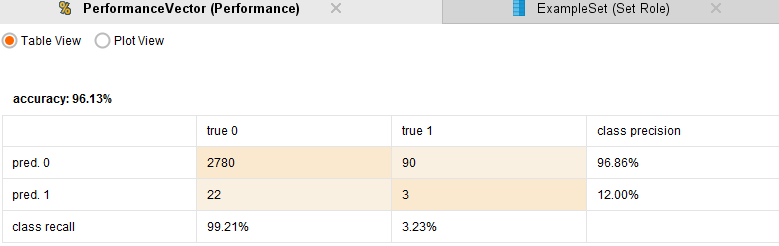 PerformanceVector (Performance) ExampleSet (Set Role)
Table View Plot View
accuracy: 96.13%
true 0 true 1 class precision
pred. 0 2780 90 96.86%
pred. 1 22 3 12.00%
class recall 99.21% 3.23%